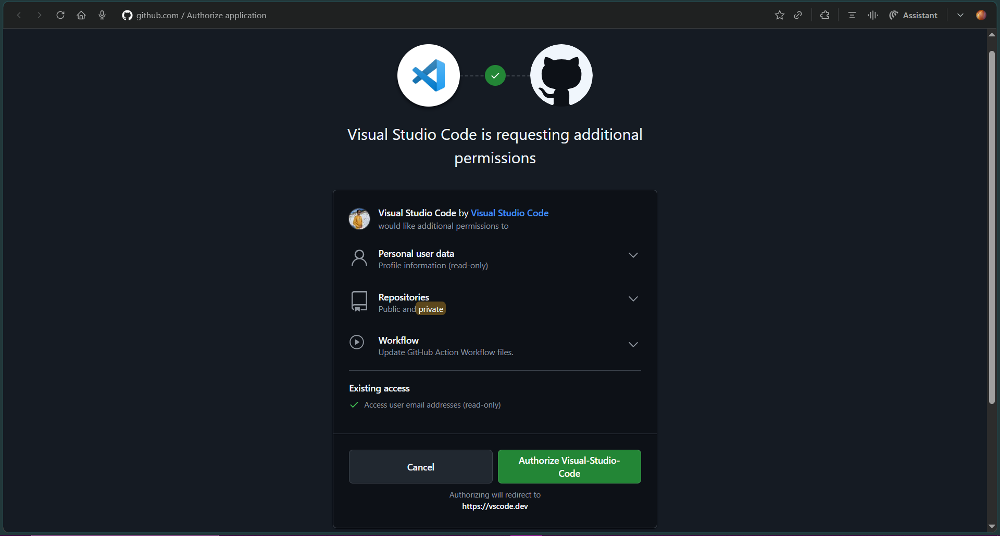 github.com / Authorize application
Assistant
Visual Studio Code is requesting additional
permissions
Visual Studio Code by Visual Studio Code
would like additional permissions to
Personal user data
Profile information (read-only)
Repositories
Public and private
Workflow
Update GitHub Action Workflow files.
Existing access
Access user email addresses (read-only)
Cancel
Authorize Visual-Studio-
Code
Authorizing will redirect to
https://vscode.dev